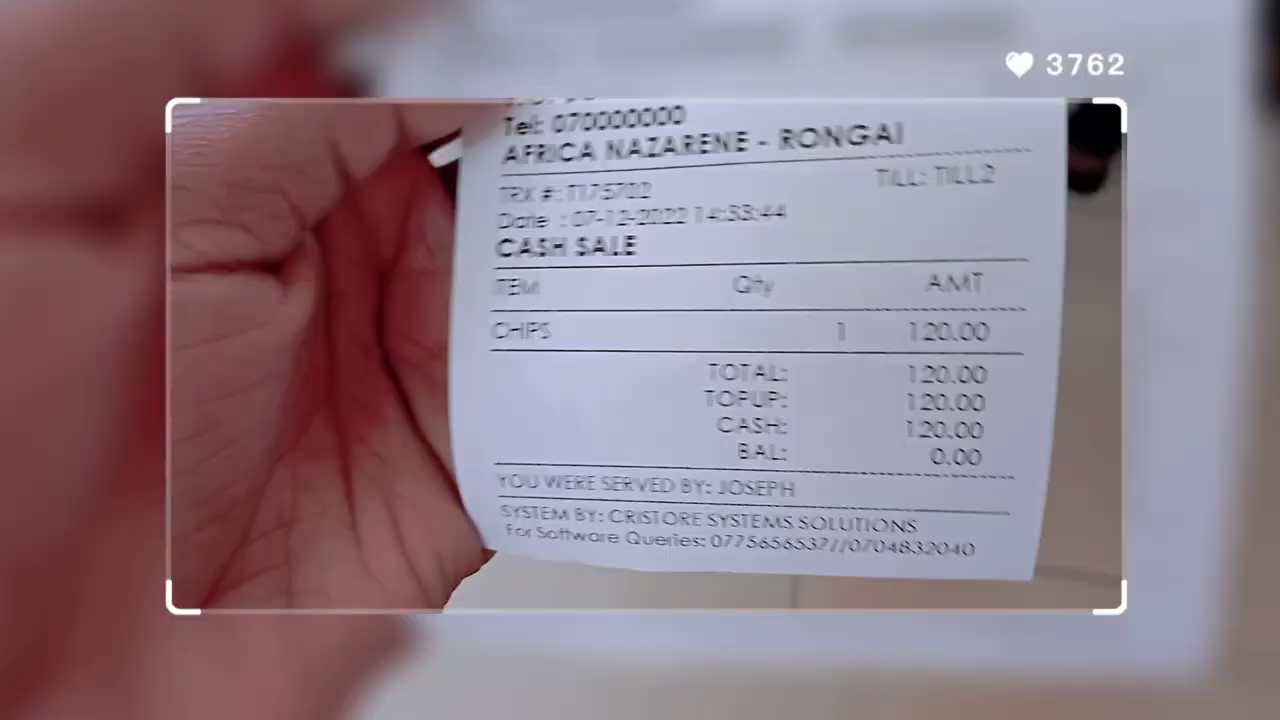 3762
Tel: 070000000
AFRICA NAZARENE - RONGAI
TRX #: T175702 TILL: TILL2
Date : 07-12-2022 14:33:44
CASH SALE
ITEM Qty AMT
CHIPS 1 120.00
TOTAL: 120.00
TOPUP: 120.00
CASH: 120.00
BAL: 0.00
YOU WERE SERVED BY: JOSEPH
SYSTEM BY: CRISTORE SYSTEMS SOLUTIONS
For Software Queries: 0775656537//0704832040